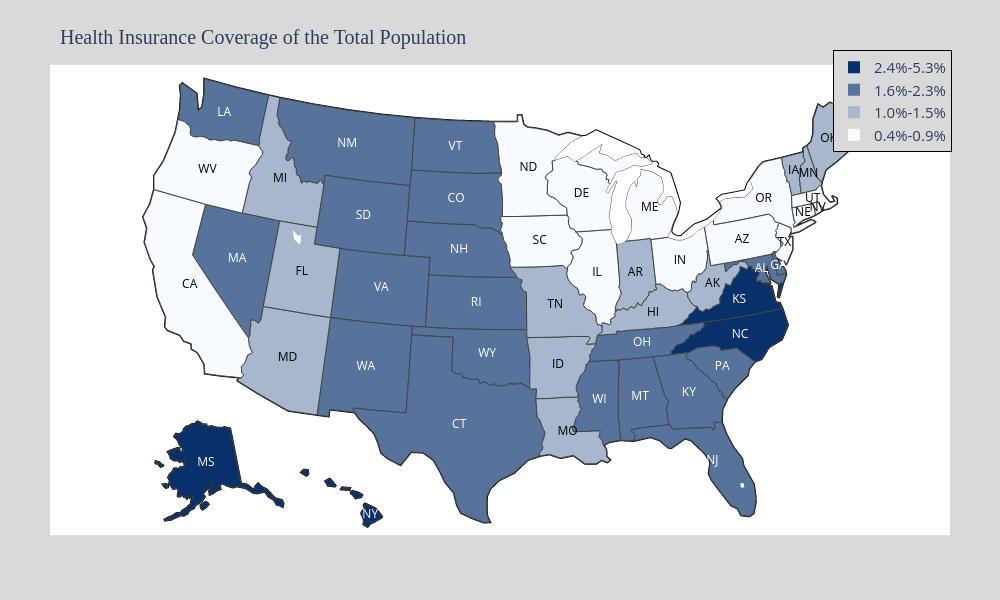 Health Insurance Coverage of the Total Population
2.4%-5.3%
1.6%-2.3%
1.0%-1.5%
0.4%-0.9%
LA
NM
VT
ND
WV
MI
SD
CO
DE
ME
OR
IA
MN
UT
NV
NE
MA
NH
SC
AZ
TX
CA
FL
VA
RI
IL
AR
IN
AK
AL
KS
TN
HI
NC
MD
WA
WY
ID
OH
PA
CT
MO
WI
MT
KY
NJ
MS
NY